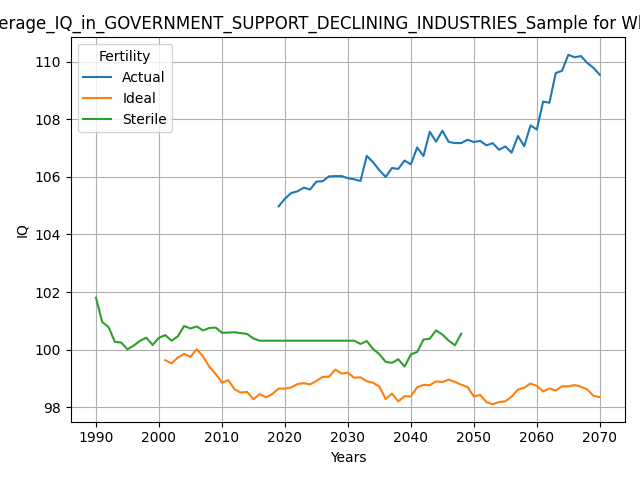 erage_IQ_in_GOVERNMENT_SUPPORT_DECLINING_INDUSTRIES_Sample for W
Fertility
Actual
Ideal
Sterile
110
108
106
104
102
100
98
IQ
1990
2000
2010
2020
2030
2040
2050
2060
2070
Years